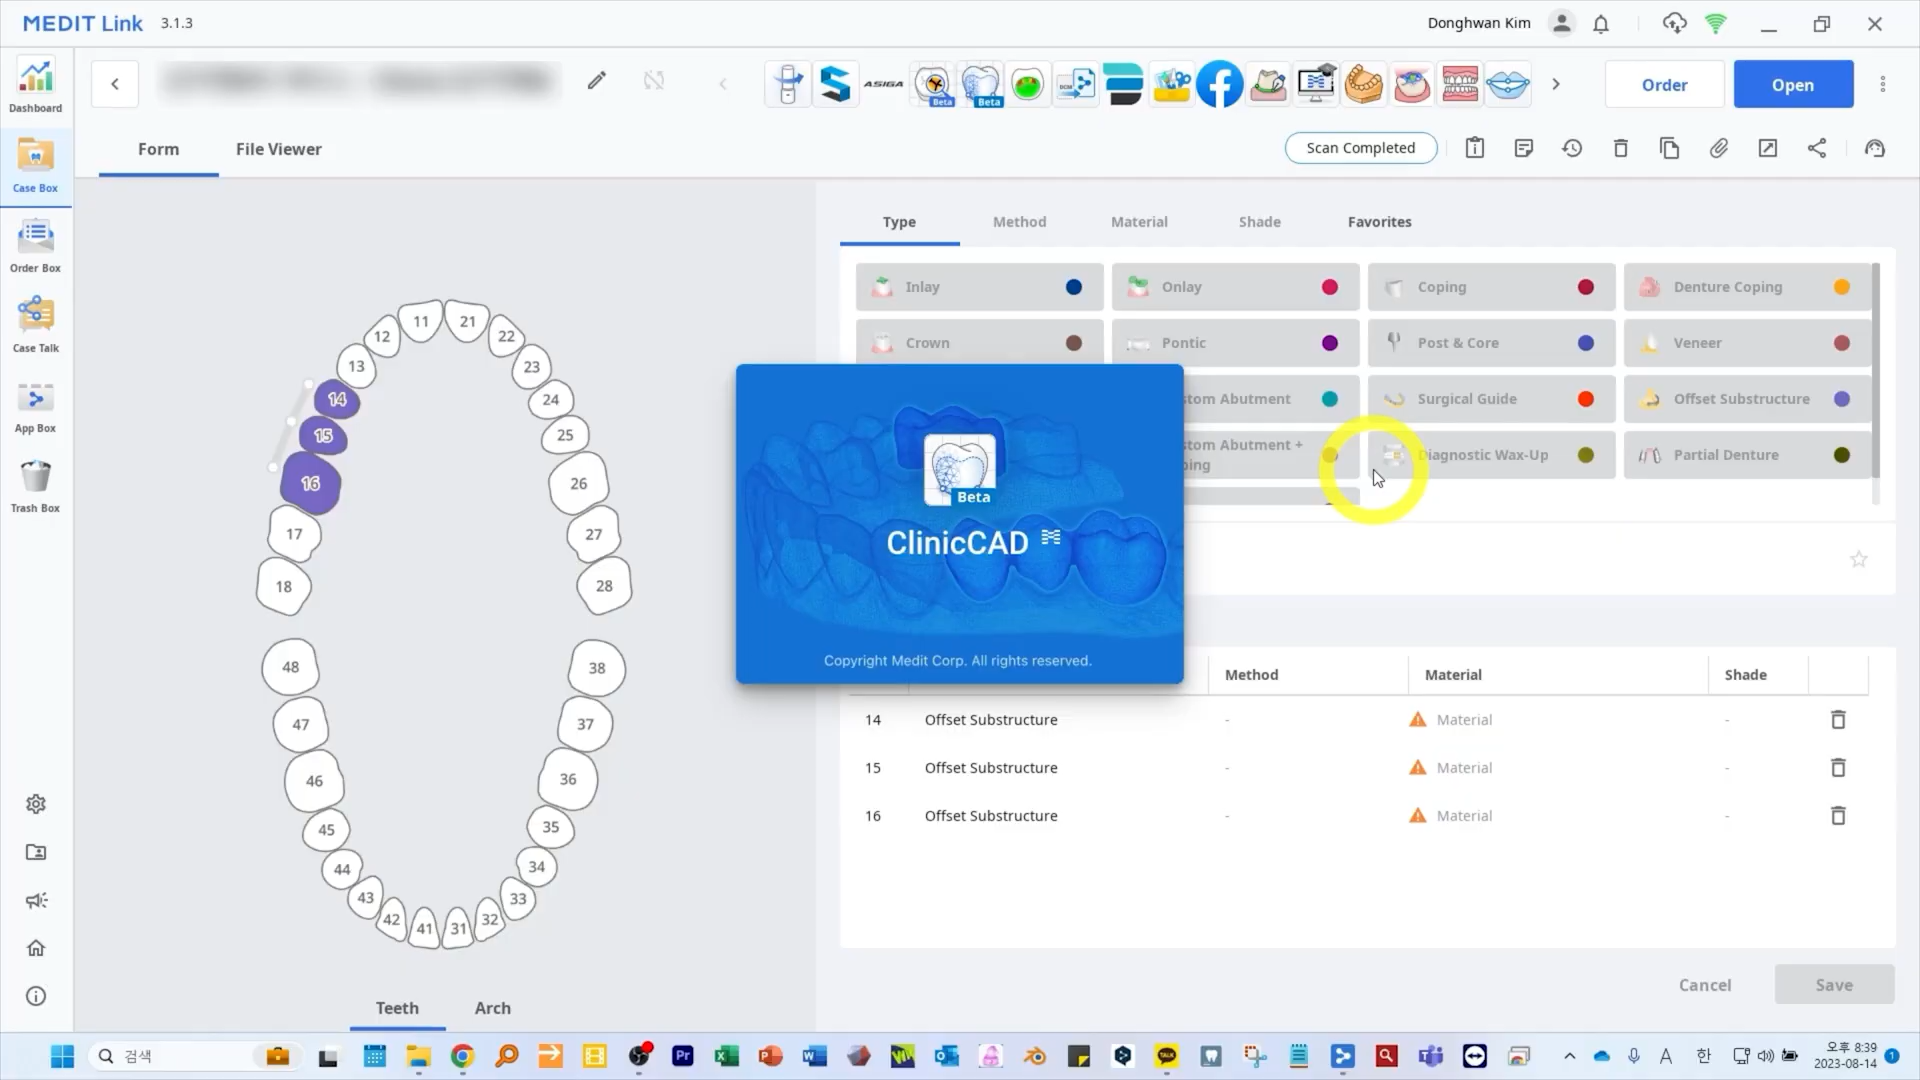 MEDIT Link 3.1.3
Donghwan Kim
Dashboard
Case Box
Order Box
Case Talk
App Box
Trash Box
ASIGA
Beta
Beta
Order
Open
Form
File Viewer
Scan Completed
Type
Method
Material
Shade
Favorites
Inlay
Onlay
Coping
Denture Coping
Crown
Pontic
Post & Core
Veneer
stom Abutment
Surgical Guide
Offset Substructure
stom Abutment +
ping
Diagnostic Wax-Up
Partial Denture
Beta
ClinicCAD
Copyright Medit Corp. All rights reserved.
11
21
12
22
13
23
14
24
15
25
16
26
17
27
18
28
48
38
47
37
46
36
45
35
44
34
43
33
42
32
41
31
Teeth
Arch
Method
Material
Shade
14 Offset Substructure - Material -
15 Offset Substructure - Material -
16 Offset Substructure - Material -
Cancel
Save
검색
Pr
A
한
오후 8:39
2023-08-14
1